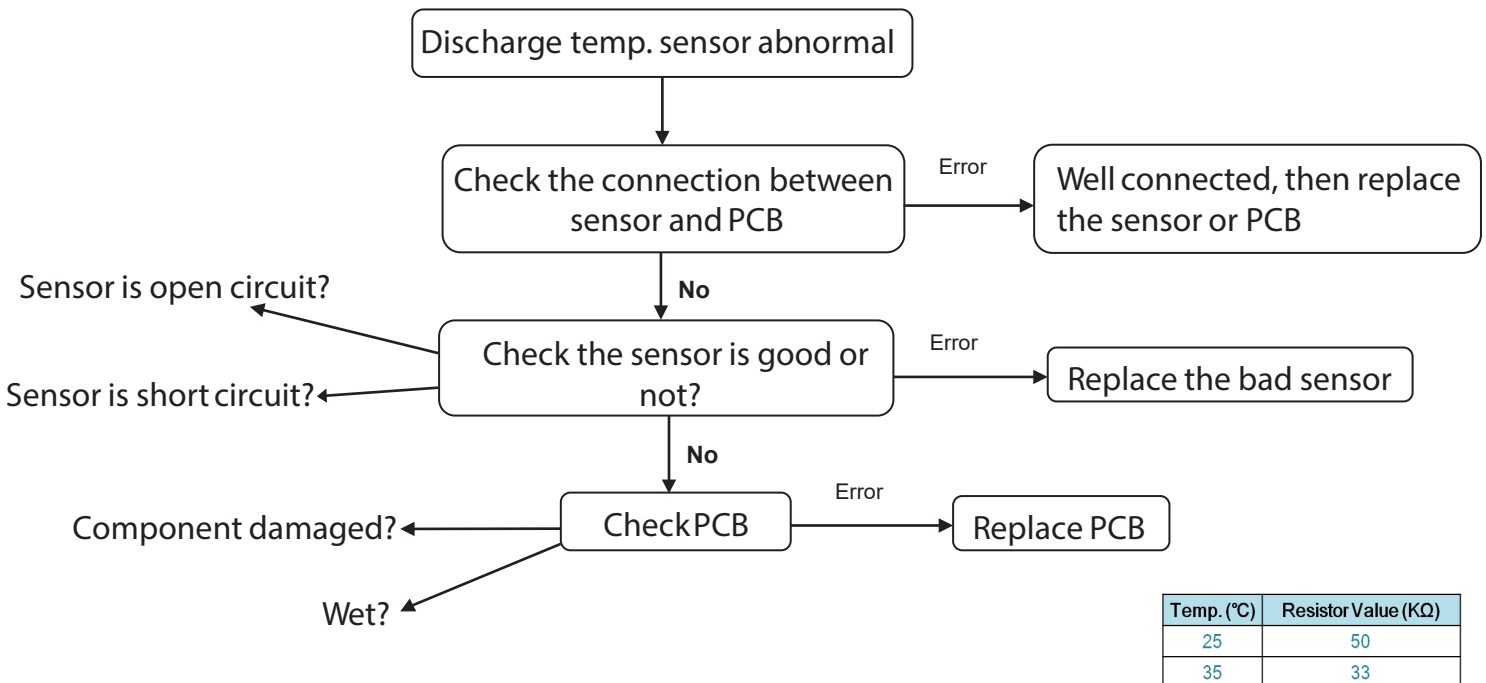 Discharge temp. sensor abnormal
Check the connection between
sensor and PCB
Error
Well connected, then replace
the sensor or PCB
No
Sensor is open circuit?
Check the sensor is good or
not?
Error
Replace the bad sensor
Sensor is short circuit?
No
Check PCB
Error
Replace PCB
Component damaged?
Wet?
Temp. (℃) Resistor Value (KΩ)
25 50
35 33